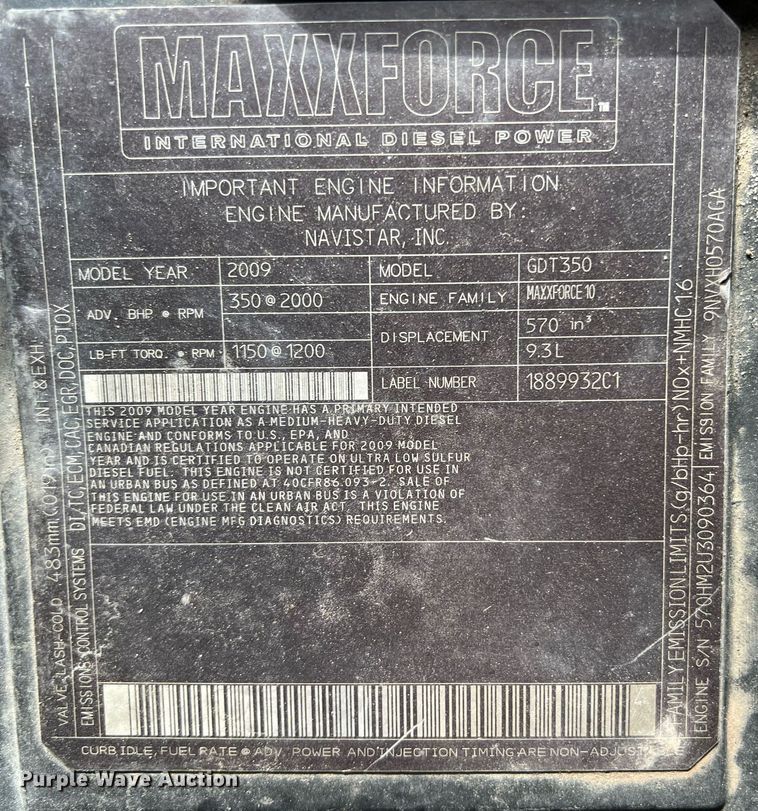 MAXXFORCE™
INTERNATIONAL DIESEL POWER
IMPORTANT ENGINE INFORMATION
ENGINE MANUFACTURED BY:
NAVISTAR, INC.
MODEL YEAR 2009 MODEL GDT350
ADV. BHP @ RPM 350 @ 2000 ENGINE FAMILY MAXXFORCE 10
DISPLACEMENT 570 in³
9.3 L
LB-FT TORQ. @ RPM 1150 @ 1200
LABEL NUMBER 1889932C1
THIS 2009 MODEL YEAR ENGINE HAS A PRIMARY INTENDED
SERVICE APPLICATION AS A MEDIUM-HEAVY-DUTY DIESEL
ENGINE AND CONFORMS TO U.S., EPA, AND
CANADIAN REGULATIONS APPLICABLE FOR 2009 MODEL
YEAR AND IS CERTIFIED TO OPERATE ON ULTRA LOW SULFUR
DIESEL FUEL. THIS ENGINE IS NOT CERTIFIED FOR USE IN
AN URBAN BUS AS DEFINED AT 40CFR86.093-2. SALE OF
THIS ENGINE FOR USE IN AN URBAN BUS IS A VIOLATION OF
FEDERAL LAW UNDER THE CLEAN AIR ACT. THIS ENGINE
MEETS EMD (ENGINE MFG DIAGNOSTICS) REQUIREMENTS.
VALVE LASH-COLD .483mm (.019in) INT. & EXH.
EMISSIONS CONTROL SYSTEMS DI, TC, ECM, CAC, EGR, DOC, PTOX
FAMILY EMISSION LIMITS (g/bHp-hr) NOx+NMHC 1.6
ENGINE S/N 570HM2U3090364 EMISSION FAMILY 9NVXH0570AGA
CURB IDLE, FUEL RATE @ ADV. POWER AND INJECTION TIMING ARE NON-ADJUSTABLE
Purple Wave Auction